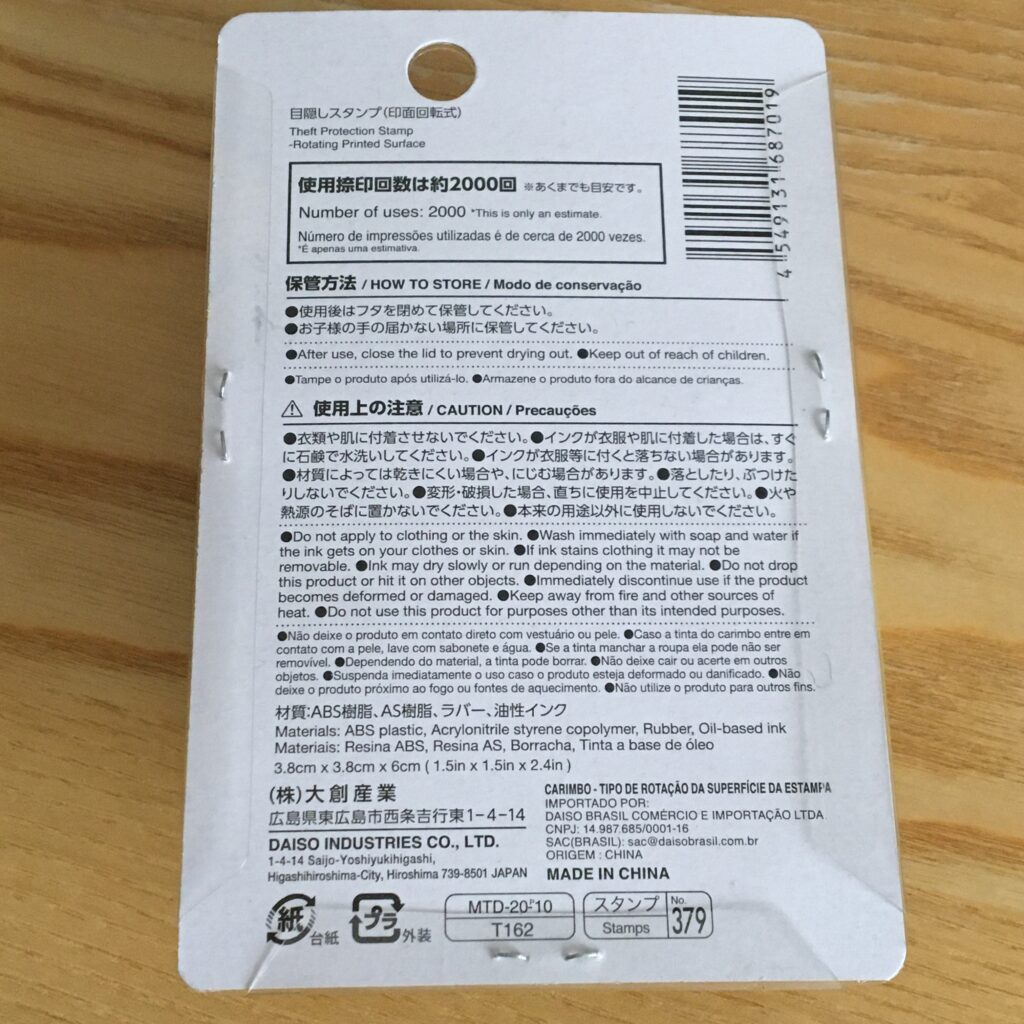 目隠しスタンプ(印面回転式)
Theft Protection Stamp
-Rotating Printed Surface
4 549131 687019
使用捺印回数は約2000回 ※あくまでも目安です。
Number of uses: 2000 *This is only an estimate.
Número de impressões utilizadas é de cerca de 2000 vezes.
*É apenas uma estimativa.
保管方法 / HOW TO STORE / Modo de conservação
●使用後はフタを閉めて保管してください。
●お子様の手の届かない場所に保管してください。
●After use, close the lid to prevent drying out. ●Keep out of reach of children.
●Tampe o produto após utilizá-lo. ●Armazene o produto fora do alcance de crianças.
⚠ 使用上の注意 / CAUTION / Precauções
●衣類や肌に付着させないでください。●インクが衣服や肌に付着した場合は、すぐ
に石鹸で水洗いしてください。●インクが衣服等に付くと落ちない場合があります。
●材質によっては乾きにくい場合や、にじむ場合があります。●落としたり、ぶつけた
りしないでください。●変形・破損した場合、直ちに使用を中止してください。●火や
熱源のそばに置かないでください。●本来の用途以外に使用しないでください。
●Do not apply to clothing or the skin. ●Wash immediately with soap and water if
the ink gets on your clothes or skin. ●If ink stains clothing it may not be
removable. ●Ink may dry slowly or run depending on the material. ●Do not drop
this product or hit it on other objects. ●Immediately discontinue use if the product
becomes deformed or damaged. ●Keep away from fire and other sources of
heat. ●Do not use this product for purposes other than its intended purposes.
●Não deixe o produto em contato direto com vestuário ou pele. ●Caso a tinta do carimbo entre em
contato com a pele, lave com sabonete e água. ●Se a tinta manchar a roupa ela pode não ser
removível. ●Dependendo do material, a tinta pode borrar. ●Não deixe cair ou acerte em outros
objetos. ●Suspenda imediatamente o uso caso o produto esteja deformado ou danificado. ●Não
deixe o produto próximo ao fogo ou fontes de aquecimento. ●Não utilize o produto para outros fins.
材質:ABS樹脂、AS樹脂、ラバー、油性インク
Materials: ABS plastic, Acrylonitrile styrene copolymer, Rubber, Oil-based ink
Materiais: Resina ABS, Resina AS, Borracha, Tinta a base de óleo
3.8cm x 3.8cm x 6cm ( 1.5in x 1.5in x 2.4in )
(株)大創産業
広島県東広島市西条吉行東1-4-14
DAISO INDUSTRIES CO., LTD.
1-4-14 Saijo-Yoshiyukihigashi,
Higashihiroshima-City, Hiroshima 739-8501 JAPAN
CARIMBO - TIPO DE ROTAÇÃO DA SUPERFÍCIE DA ESTAMPA
IMPORTADO POR:
DAISO BRASIL COMÉRCIO E IMPORTAÇÃO LTDA
CNPJ: 14.987.685/0001-16
SAC(BRASIL): sac@daisobrasil.com.br
ORIGEM : CHINA
MADE IN CHINA
紙 台紙
プラ 外装
MTD-20F10
T162
スタンプ
Stamps
No.
379